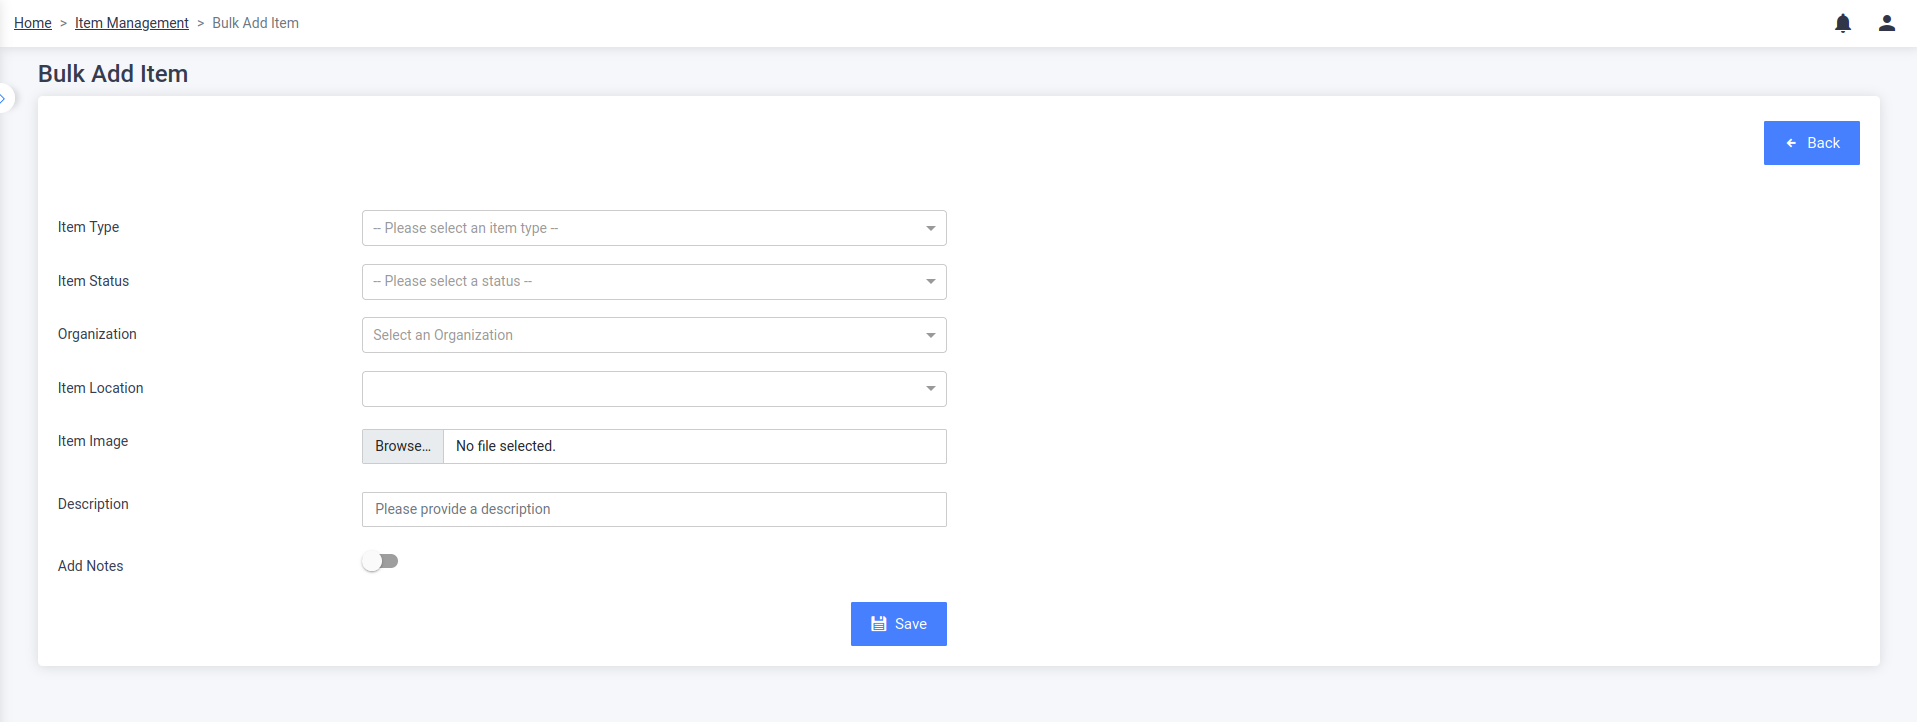 Home > Item Management > Bulk Add Item
Bulk Add Item
Back
Item Type
-- Please select an item type --
Item Status
-- Please select a status --
Organization
Select an Organization
Item Location
Item Image
Browse... No file selected.
Description
Please provide a description
Add Notes
Save